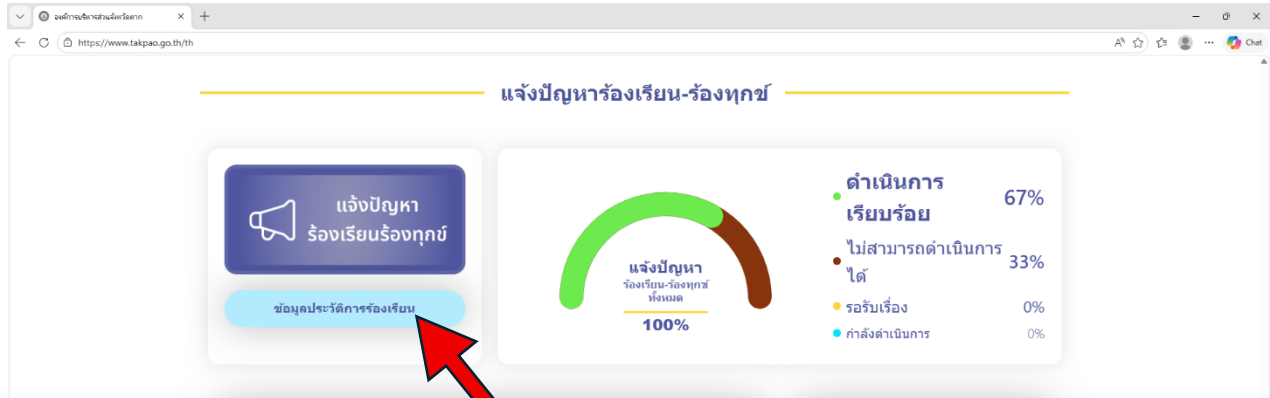 องค์การบริหารส่วนจังหวัดตาก
https://www.takpao.go.th/th
Chat
แจ้งปัญหาร้องเรียน-ร้องทุกข์
แจ้งปัญหา
ร้องเรียนร้องทุกข์
ข้อมูลประวัติการร้องเรียน
แจ้งปัญหา
ร้องเรียน-ร้องทุกข์
ทั้งหมด
100%
ดำเนินการ
เรียบร้อย 67%
ไม่สามารถดำเนินการ
ได้ 33%
รอรับเรื่อง 0%
กำลังดำเนินการ 0%